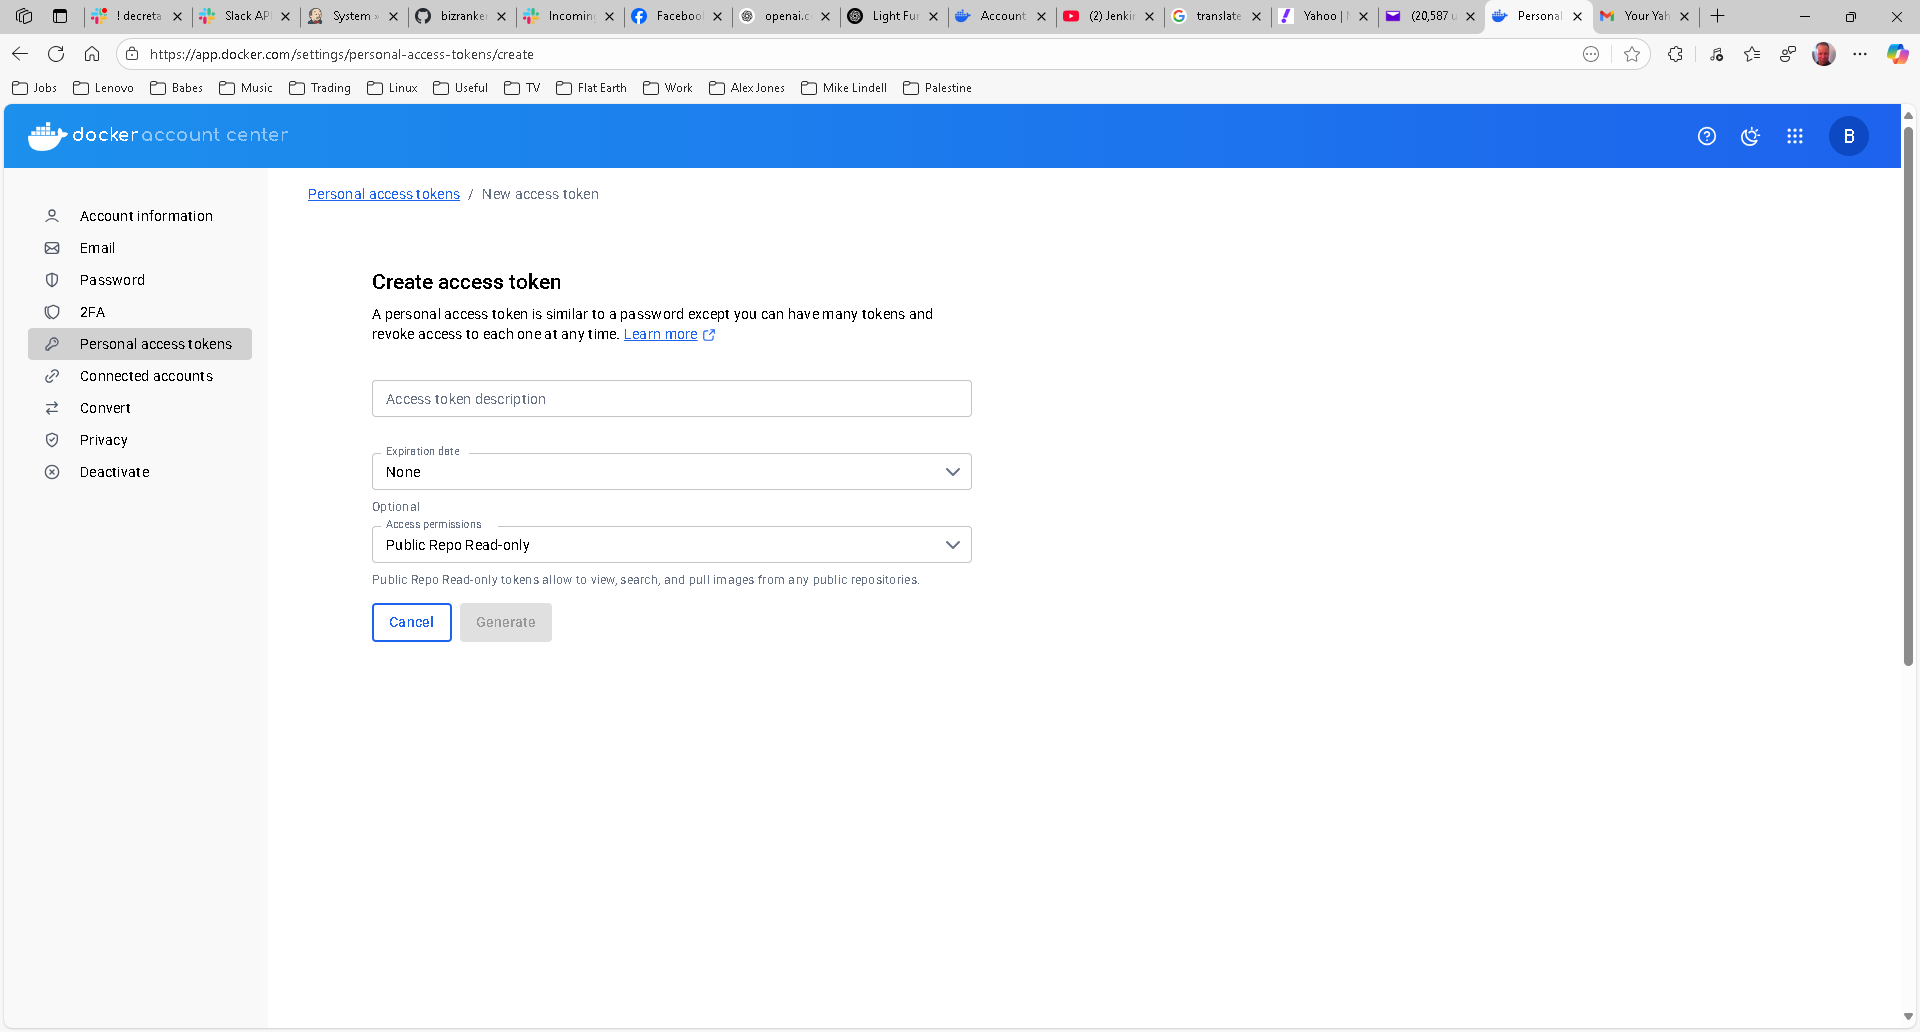 ! decreta
Slack API
System »
bizranker
Incoming
Facebook
openai.c
Light Fur
Account
(2) Jenkin
translate
Yahoo |
(20,587 u
Personal
Your Yah
https://app.docker.com/settings/personal-access-tokens/create
Jobs
Lenovo
Babes
Music
Trading
Linux
Useful
TV
Flat Earth
Work
Alex Jones
Mike Lindell
Palestine
docker account center
B
Personal access tokens / New access token
Account information
Email
Password
2FA
Personal access tokens
Connected accounts
Convert
Privacy
Deactivate
Create access token
A personal access token is similar to a password except you can have many tokens and
revoke access to each one at any time. Learn more
Access token description
Expiration date
None
Optional
Access permissions
Public Repo Read-only
Public Repo Read-only tokens allow to view, search, and pull images from any public repositories.
Cancel
Generate